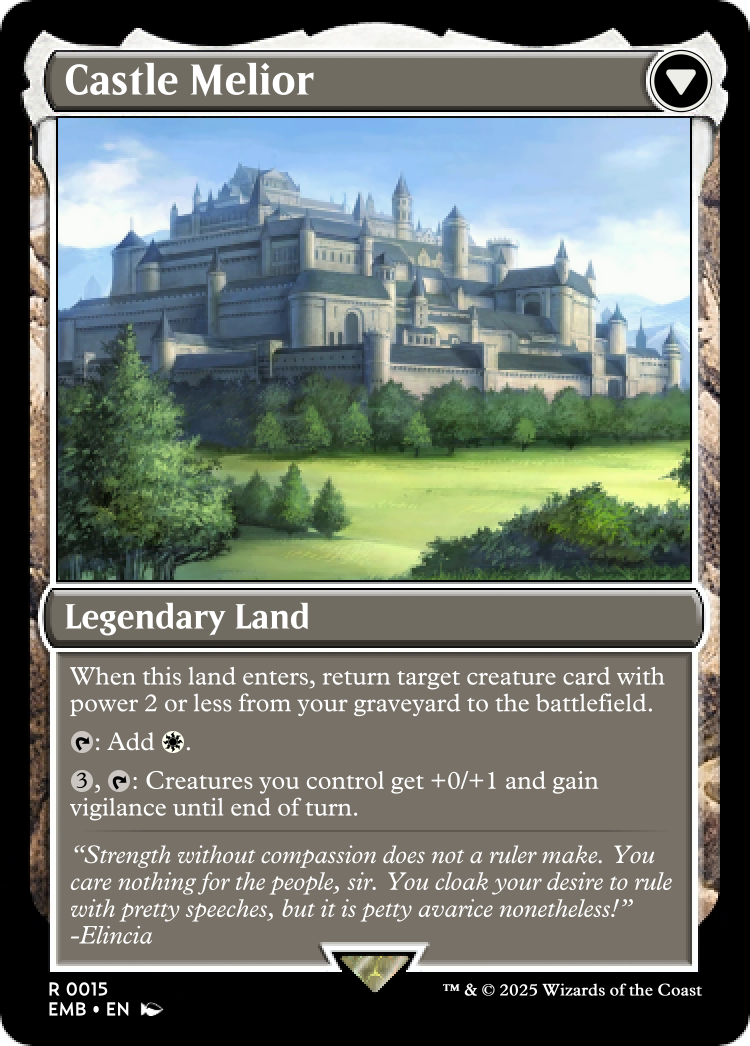 Castle Melior
Legendary Land
When this land enters, return target creature card with
power 2 or less from your graveyard to the battlefield.
: Add .
3, : Creatures you control get +0/+1 and gain
vigilance until end of turn.
“Strength without compassion does not a ruler make. You
care nothing for the people, sir. You cloak your desire to rule
with pretty speeches, but it is petty avarice nonetheless!”
-Elincia
R 0015
EMB • EN
™ & © 2025 Wizards of the Coast